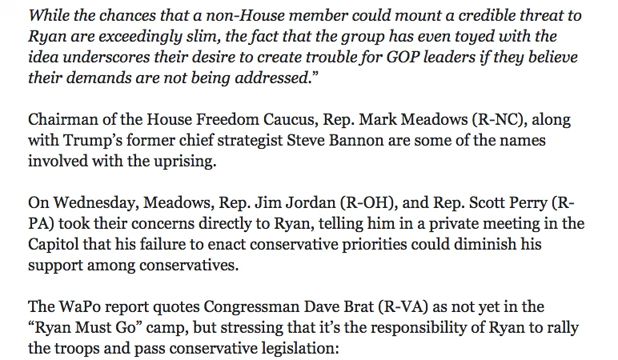 While the chances that a non-House member could mount a credible threat to
Ryan are exceedingly slim, the fact that the group has even toyed with the
idea underscores their desire to create trouble for GOP leaders if they believe
their demands are not being addressed.”
Chairman of the House Freedom Caucus, Rep. Mark Meadows (R-NC), along
with Trump’s former chief strategist Steve Bannon are some of the names
involved with the uprising.
On Wednesday, Meadows, Rep. Jim Jordan (R-OH), and Rep. Scott Perry (R-
PA) took their concerns directly to Ryan, telling him in a private meeting in the
Capitol that his failure to enact conservative priorities could diminish his
support among conservatives.
The WaPo report quotes Congressman Dave Brat (R-VA) as not yet in the
“Ryan Must Go” camp, but stressing that it’s the responsibility of Ryan to rally
the troops and pass conservative legislation: